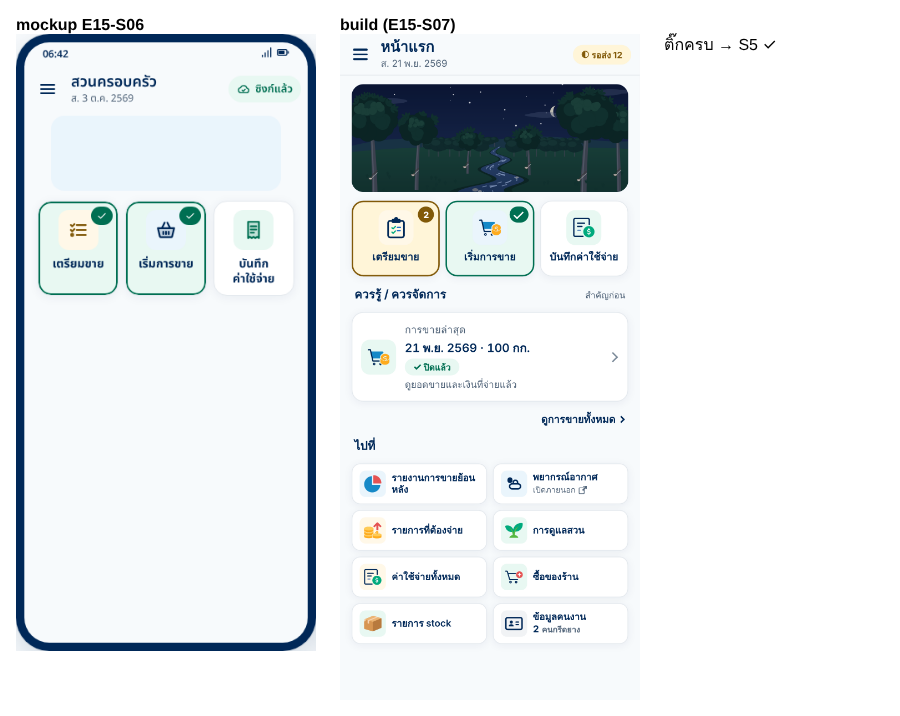 mockup E15-S06
06:42
สวนครอบครัว
ส. 3 ต.ค. 2569
ซิงก์แล้ว
เตรียมขาย
เริ่มการขาย
บันทึก
ค่าใช้จ่าย
build (E15-S07)
หน้าแรก
ส. 21 พ.ย. 2569
รอส่ง 12
2
เตรียมขาย
เริ่มการขาย
บันทึกค่าใช้จ่าย
ควรรู้ / ควรจัดการ
สำคัญก่อน
การขายล่าสุด
21 พ.ย. 2569 · 100 กก.
✓ ปิดแล้ว
ดูยอดขายและเงินที่จ่ายแล้ว
ดูการขายทั้งหมด
ไปที่
รายงานการขายย้อน
หลัง
พยากรณ์อากาศ
เปิดภายนอก
รายการที่ต้องจ่าย
การดูแลสวน
ค่าใช้จ่ายทั้งหมด
ซื้อของร้าน
รายการ stock
ข้อมูลคนงาน
2 คนกรีดยาง
ติ๊กครบ → S5 ✓